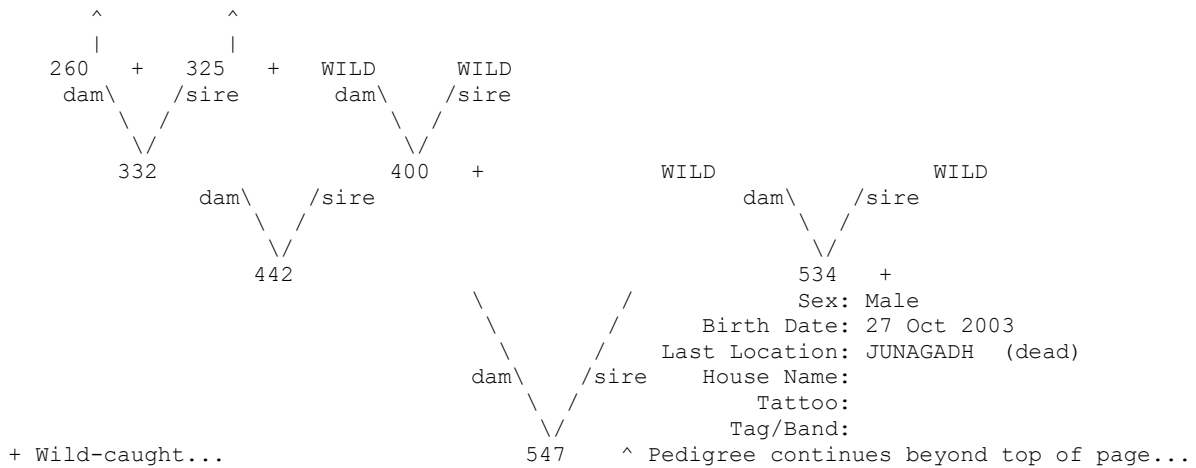 ^ ^
| |
260 + 325 + WILD WILD
dam\ /sire dam\ /sire
\ / \ /
\/ \/
332 400 + WILD WILD
dam\ /sire dam\ /sire
\ / \ /
\/ \/
442 534 +
\ / Sex: Male
\ / Birth Date: 27 Oct 2003
\ / Last Location: JUNAGADH (dead)
dam\ /sire House Name:
\ / Tattoo:
\/ Tag/Band:
+ Wild-caught... 547 ^ Pedigree continues beyond top of page...